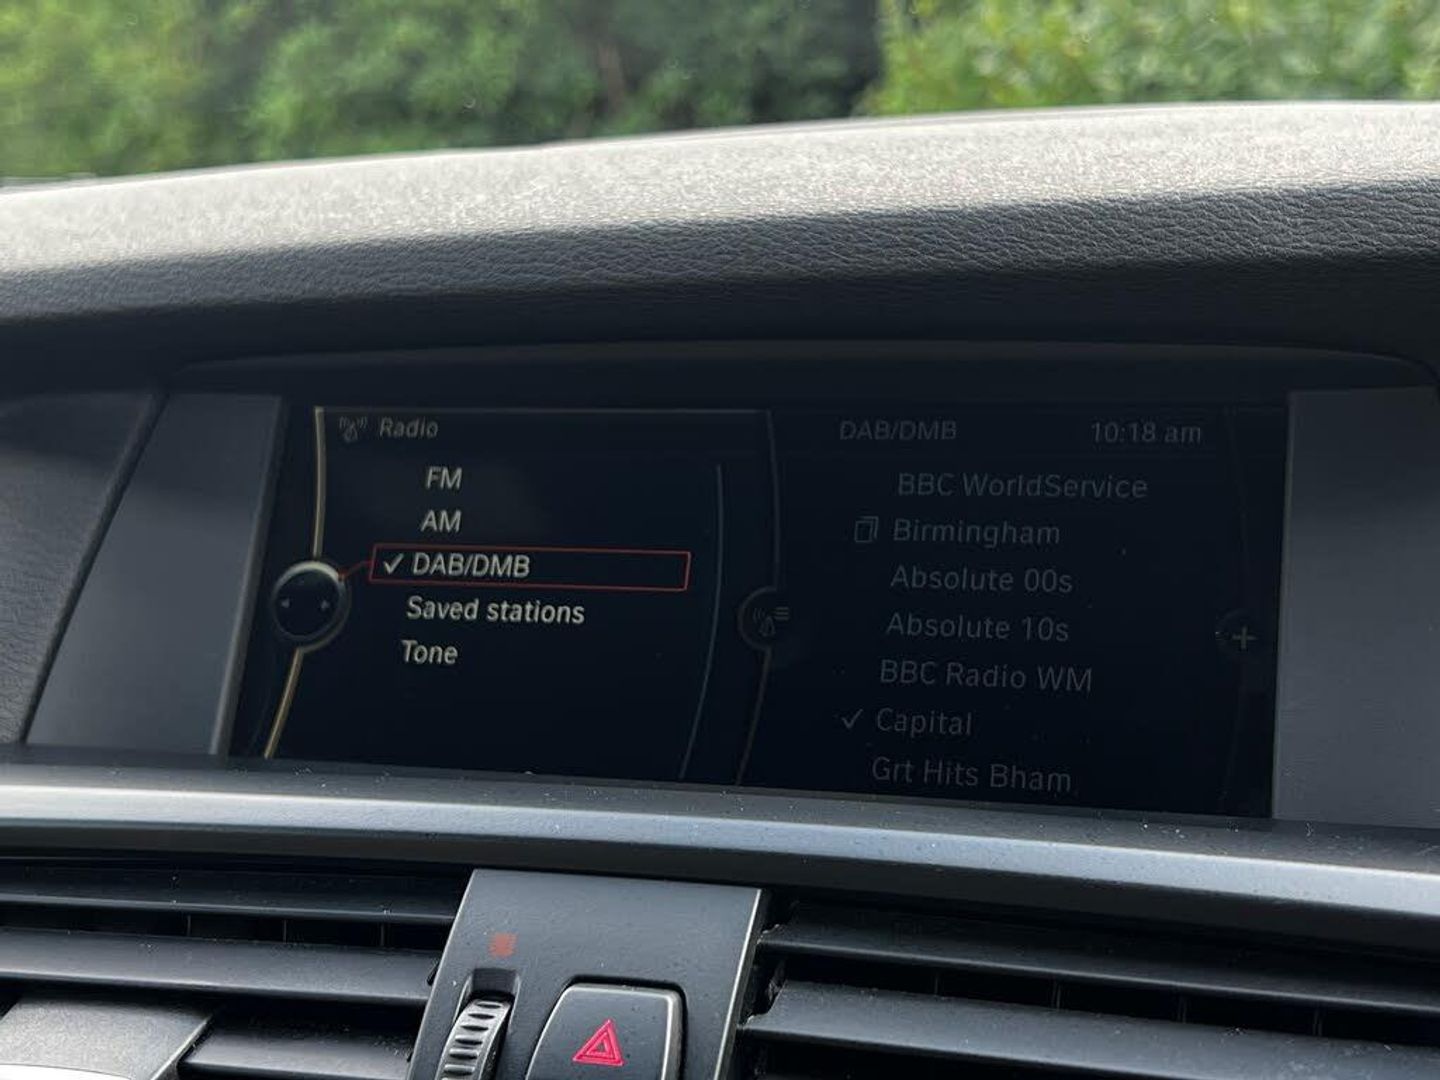 Radio
FM
AM
DAB/DMB
Saved stations
Tone
DAB/DMB 10:18 am
BBC WorldService
Birmingham
Absolute 00s
Absolute 10s
BBC Radio WM
Capital
Grt Hits Bham